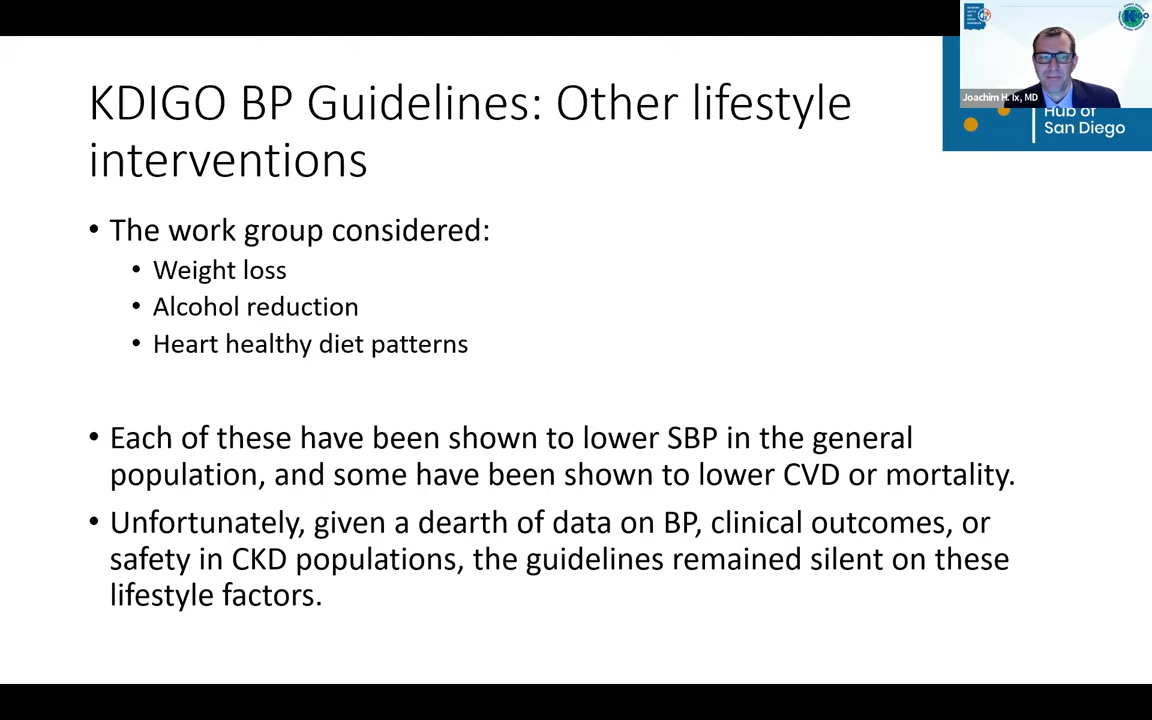 KDIGO BP Guidelines: Other lifestyle
interventions
Joachim H. Ix, MD
Hub of
San Diego
• The work group considered:
• Weight loss
• Alcohol reduction
• Heart healthy diet patterns
• Each of these have been shown to lower SBP in the general
population, and some have been shown to lower CVD or mortality.
• Unfortunately, given a dearth of data on BP, clinical outcomes, or
safety in CKD populations, the guidelines remained silent on these
lifestyle factors.